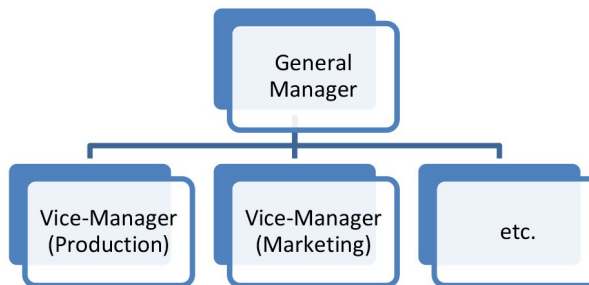 General
Manager
Vice-Manager
(Production)
Vice-Manager
(Marketing)
etc.